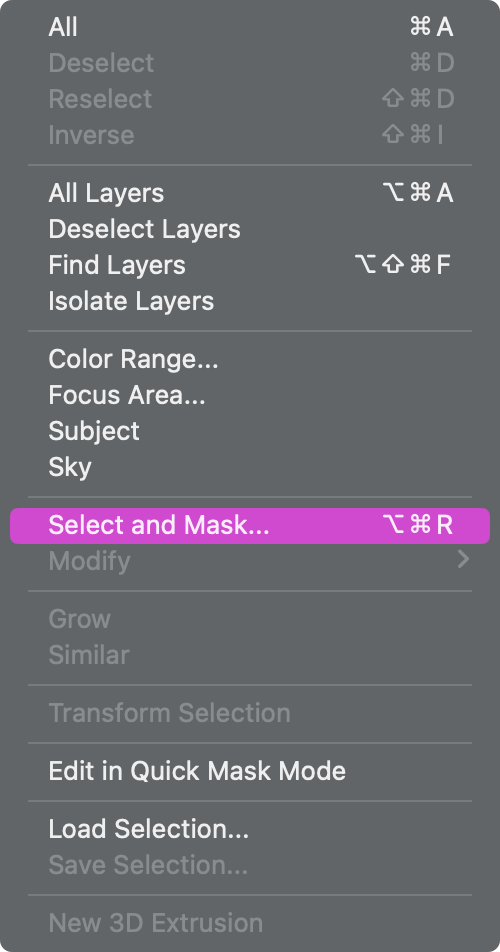 All ⌘A
Deselect ⌘D
Reselect ⇧⌘D
Inverse ⇧⌘I
All Layers ⌥⌘A
Deselect Layers
Find Layers ⌥⇧⌘F
Isolate Layers
Color Range...
Focus Area...
Subject
Sky
Select and Mask... ⌥⌘R
Modify
Grow
Similar
Transform Selection
Edit in Quick Mask Mode
Load Selection...
Save Selection...
New 3D Extrusion